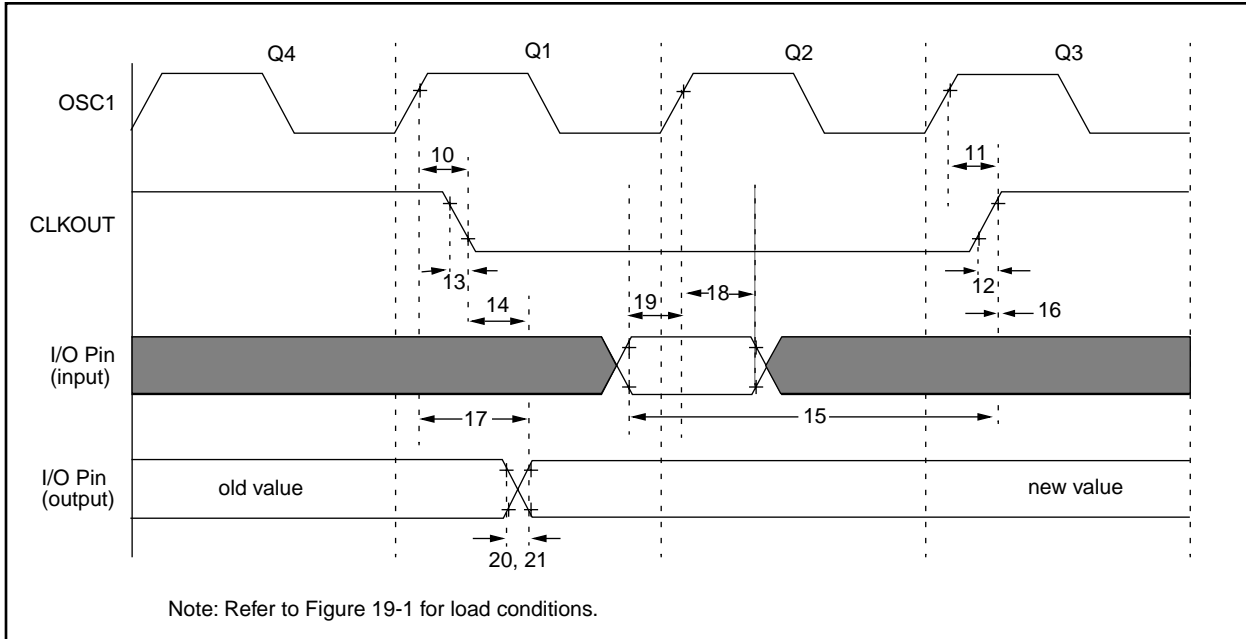 Q4 Q1 Q2 Q3
OSC1
10 11
CLKOUT
13 12
14 19 18 16
I/O Pin
(input)
17 15
I/O Pin
(output)
old value new value
20, 21
Note: Refer to Figure 19-1 for load conditions.